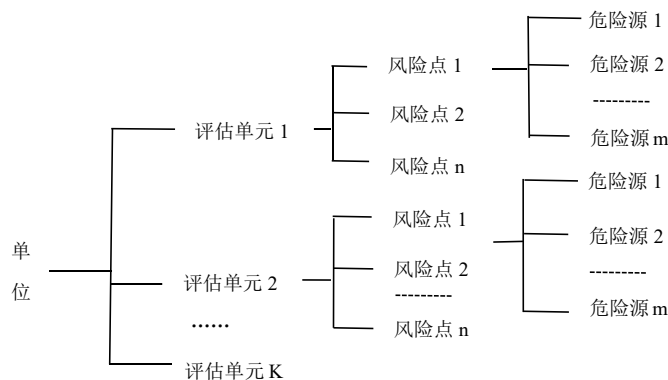 危险源 1
风险点 1
危险源 2
---------
风险点 2
评估单元 1
危险源 m
风险点 n
危险源 1
风险点 1
单
位
危险源 2
风险点 2
评估单元 2
---------
---------
危险源 m
......
风险点 n
评估单元 K